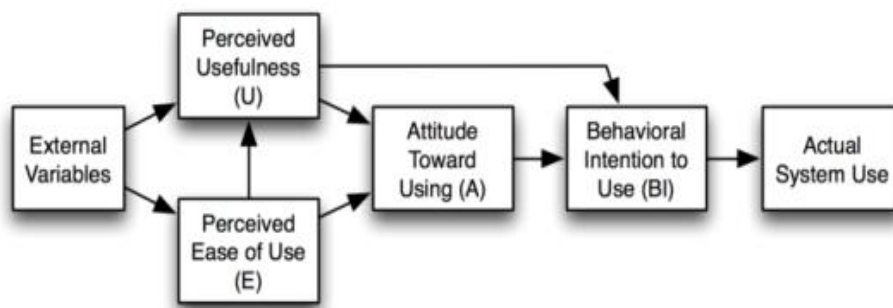 External
Variables
Perceived
Usefulness
(U)
Perceived
Ease of Use
(E)
Attitude
Toward
Using (A)
Behavioral
Intention to
Use (BI)
Actual
System Use